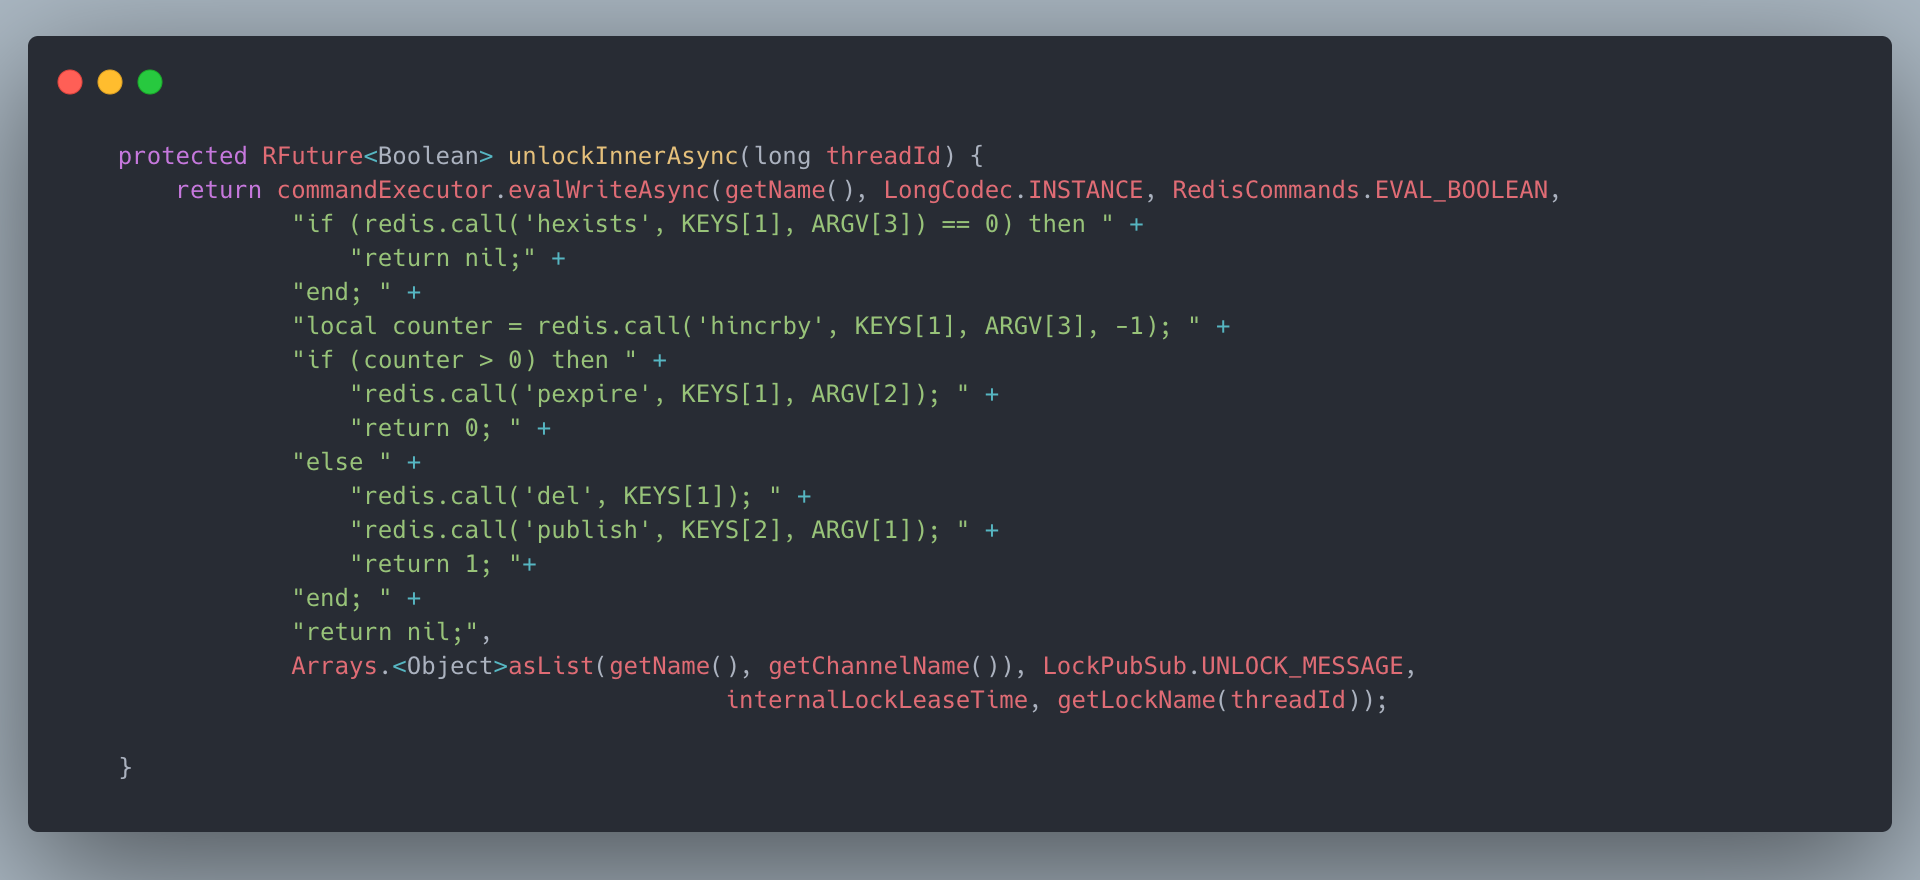 protected RFuture<Boolean> unlockInnerAsync(long threadId) {
    return commandExecutor.evalWriteAsync(getName(), LongCodec.INSTANCE, RedisCommands.EVAL_BOOLEAN,
            "if (redis.call('hexists', KEYS[1], ARGV[3]) == 0) then " +
                "return nil;" +
            "end; " +
            "local counter = redis.call('hincrby', KEYS[1], ARGV[3], -1); " +
            "if (counter > 0) then " +
                "redis.call('pexpire', KEYS[1], ARGV[2]); " +
                "return 0; " +
            "else " +
                "redis.call('del', KEYS[1]); " +
                "redis.call('publish', KEYS[2], ARGV[1]); " +
                "return 1; "+
            "end; " +
            "return nil;",
            Arrays.<Object>asList(getName(), getChannelName()), LockPubSub.UNLOCK_MESSAGE,
                                          internalLockLeaseTime, getLockName(threadId));

}